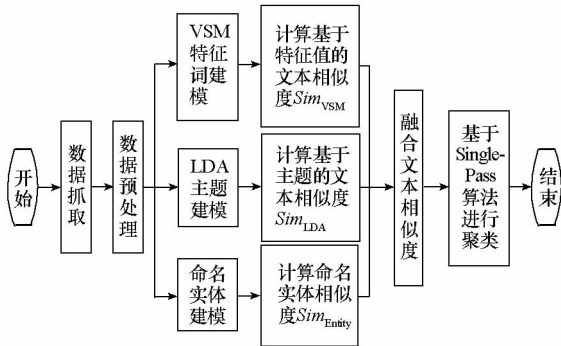 开始
数据抓取
数据预处理
VSM
特征
词建
模
计算基于
特征值的
文本相似
度Sim_VSM
LDA
主题
建模
计算基于
主题的文
本相似度
Sim_LDA
命名
实体
建模
计算命名
实体相似
度Sim_Entity
融合文本相似度
基于
Single-
Pass
算法
进行
聚类
结束